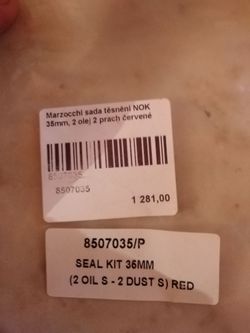 Marzocchi sada těsnění NOK
35mm, 2 olej 2 prach červené
8507035
8507035
1 281,00
8507035/P
SEAL KIT 35MM
(2 OIL S - 2 DUST S) RED